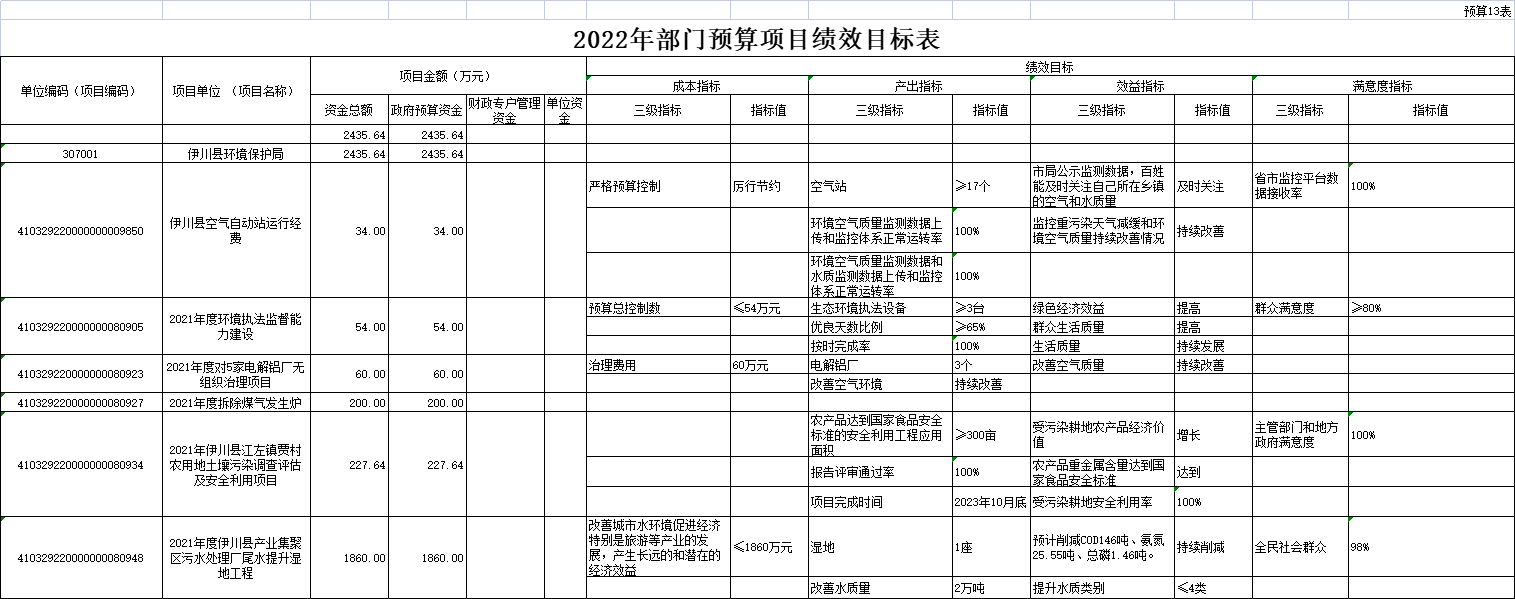 预算13表
2022年部门预算项目绩效目标表
单位编码（项目编码）
项目单位 （项目名称）
项目金额（万元）
绩效目标
成本指标
产出指标
效益指标
满意度指标
资金总额
政府预算资金
财政专户管理
资金
单位资
金
三级指标
指标值
三级指标
指标值
三级指标
指标值
三级指标
指标值
2435.64
2435.64
307001
伊川县环境保护局
2435.64
2435.64
410329220000000009850
伊川县空气自动站运行经
费
34.00
34.00
严格预算控制
厉行节约
空气站
≥17个
市局公示监测数据，百姓
能及时关注自己所在乡镇
的空气和水质量
及时关注
省市监控平台数
据接收率
100%
环境空气质量监测数据上
传和监控体系正常运转率
100%
监控重污染天气减缓和环
境空气质量持续改善情况
持续改善
环境空气质量监测数据和
水质监测数据上传和监控
体系正常运转率
100%
410329220000000080905
2021年度环境执法监督能
力建设
54.00
54.00
预算总控制数
≤54万元
生态环境执法设备
≥3台
绿色经济效益
提高
群众满意度
≥80%
优良天数比例
≥65%
群众生活质量
提高
按时完成率
100%
生活质量
持续发展
410329220000000080923
2021年度对5家电解铝厂无
组织治理项目
60.00
60.00
治理费用
60万元
电解铝厂
3个
改善空气质量
持续改善
改善空气环境
持续改善
410329220000000080927
2021年度拆除煤气发生炉
200.00
200.00
410329220000000080934
2021年伊川县江左镇贾村
农用地土壤污染调查评估
及安全利用项目
227.64
227.64
农产品达到国家食品安全
标准的安全利用工程应用
面积
≥300亩
受污染耕地农产品经济价
值
增长
主管部门和地方
政府满意度
100%
报告评审通过率
100%
农产品重金属含量达到国
家食品安全标准
达到
项目完成时间
2023年10月底
受污染耕地安全利用率
100%
410329220000000080948
2021年度伊川县产业集聚
区污水处理厂尾水提升湿
地工程
1860.00
1860.00
改善城市水环境促进经济
特别是旅游等产业的发
展，产生长远的和潜在的
经济效益
≤1860万元
湿地
1座
预计削减COD146吨、氨氮
25.55吨、总磷1.46吨。
持续削减
全民社会群众
98%
改善水质量
2万吨
提升水质类别
≤4类